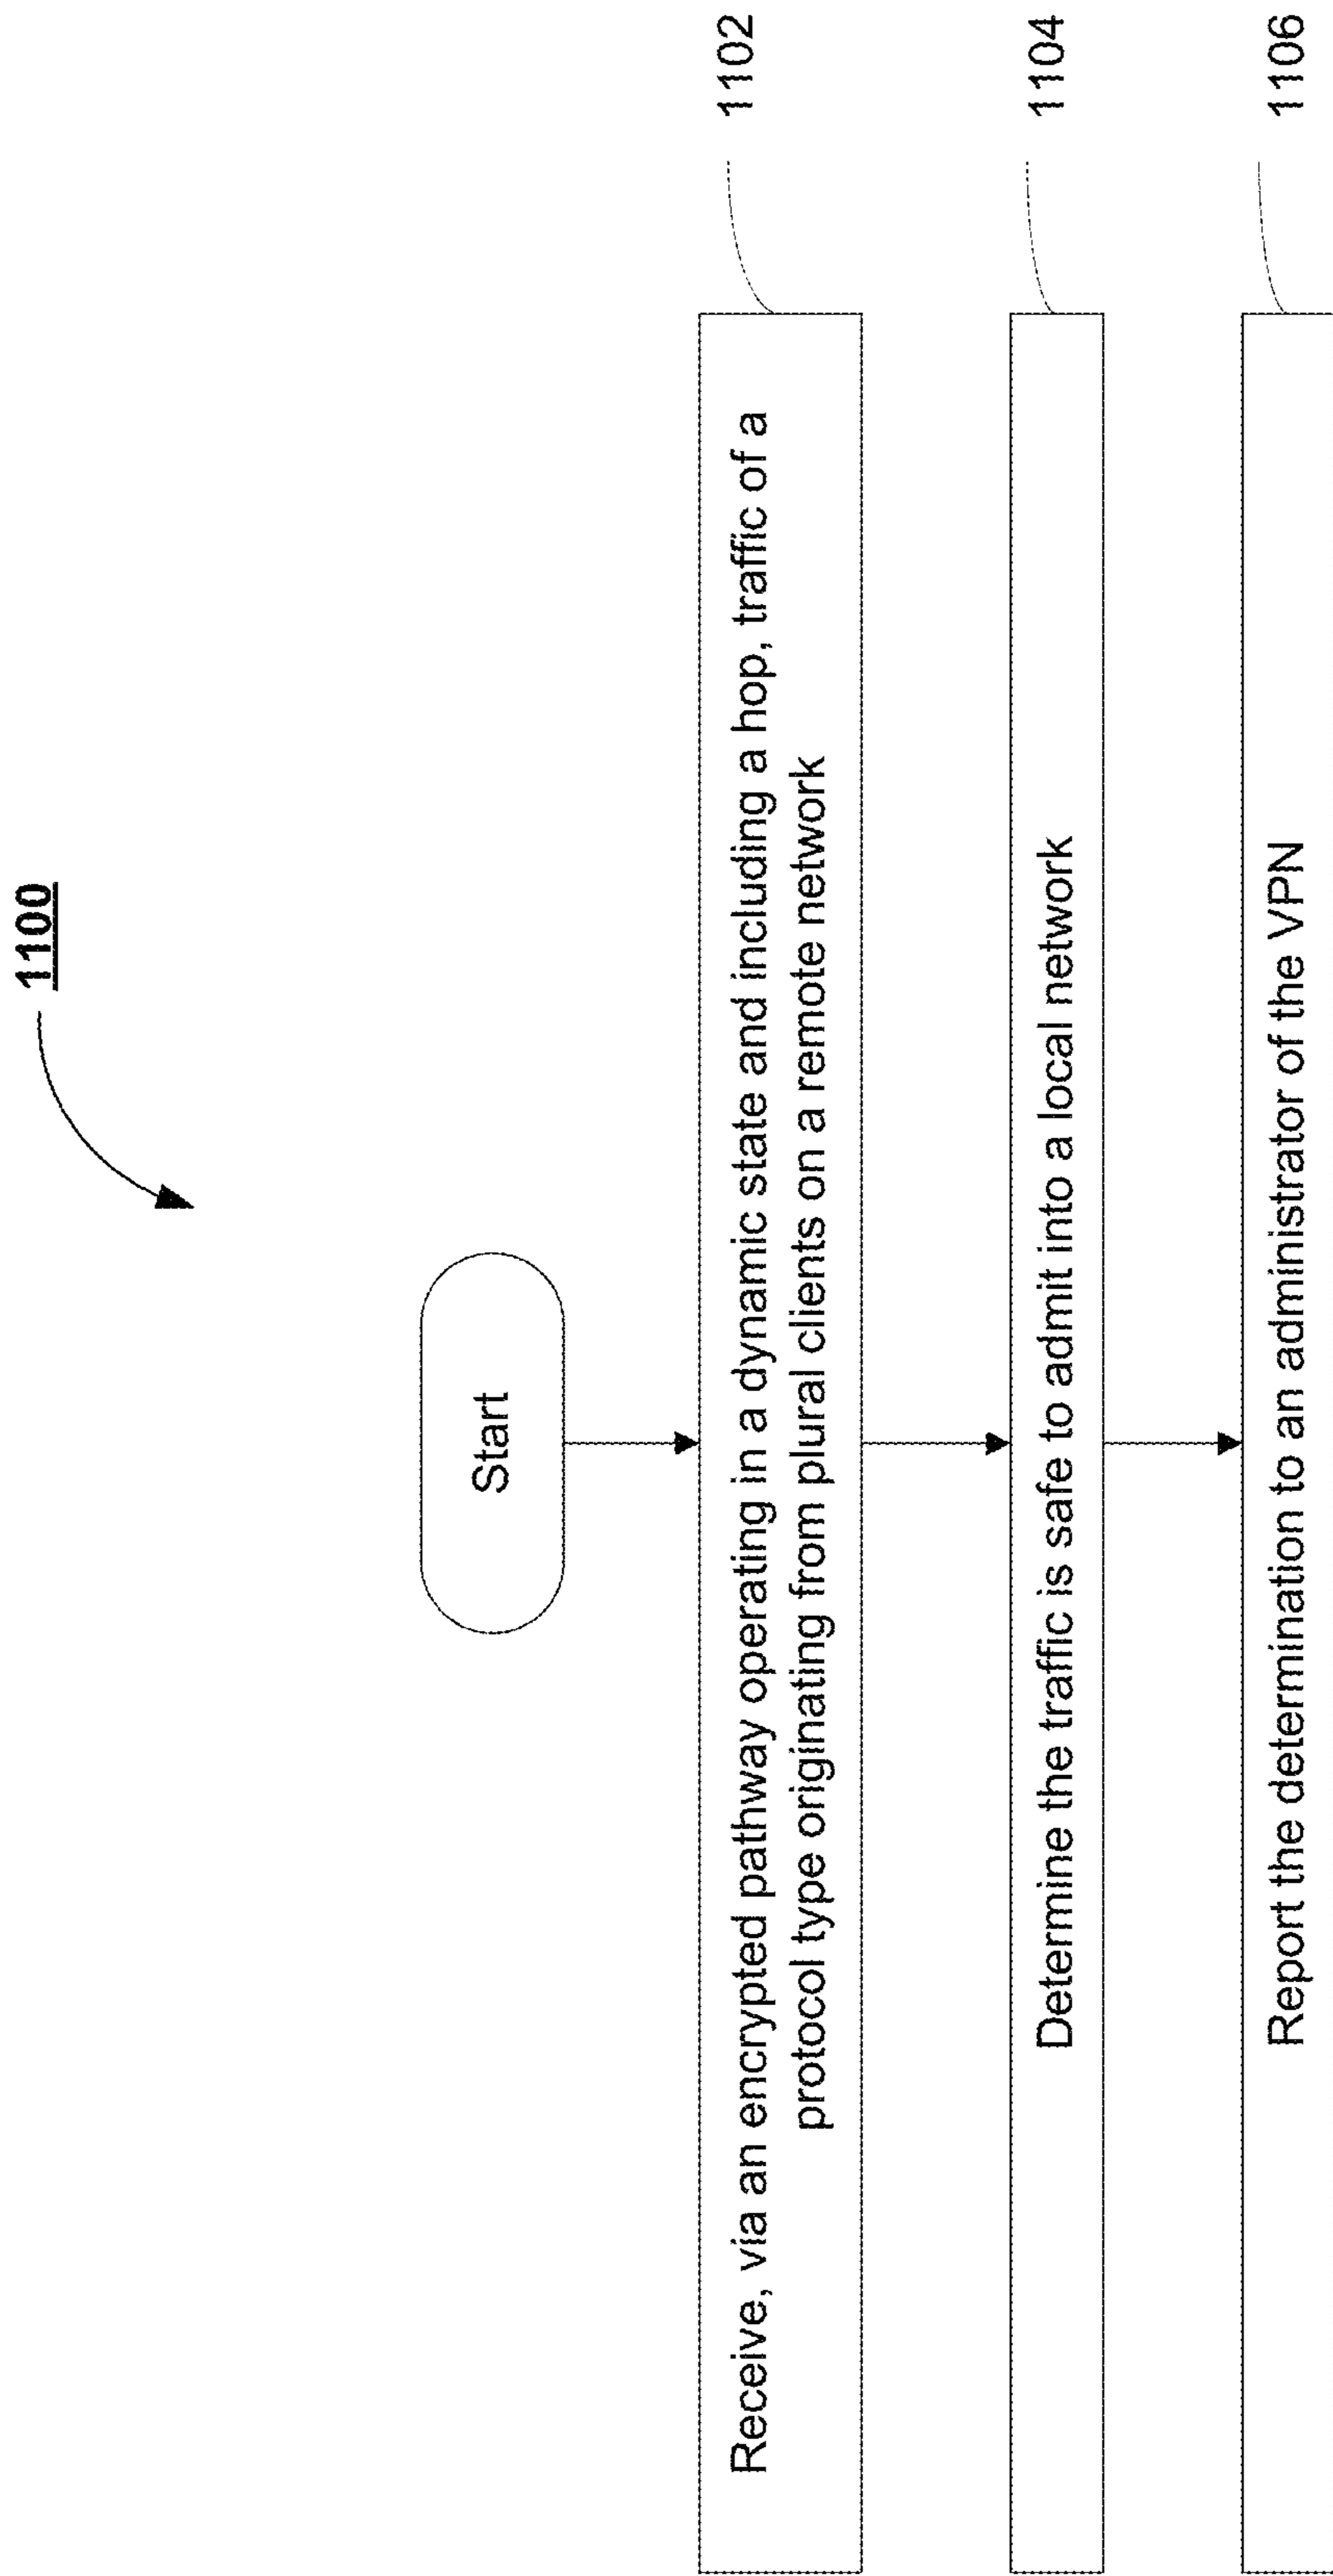 1100
Start
Receive, via an encrypted pathway operating in a dynamic state and including a hop, traffic of a
protocol type originating from plural clients on a remote network
1102
Determine the traffic is safe to admit into a local network
1104
Report the determination to an administrator of the VPN
1106